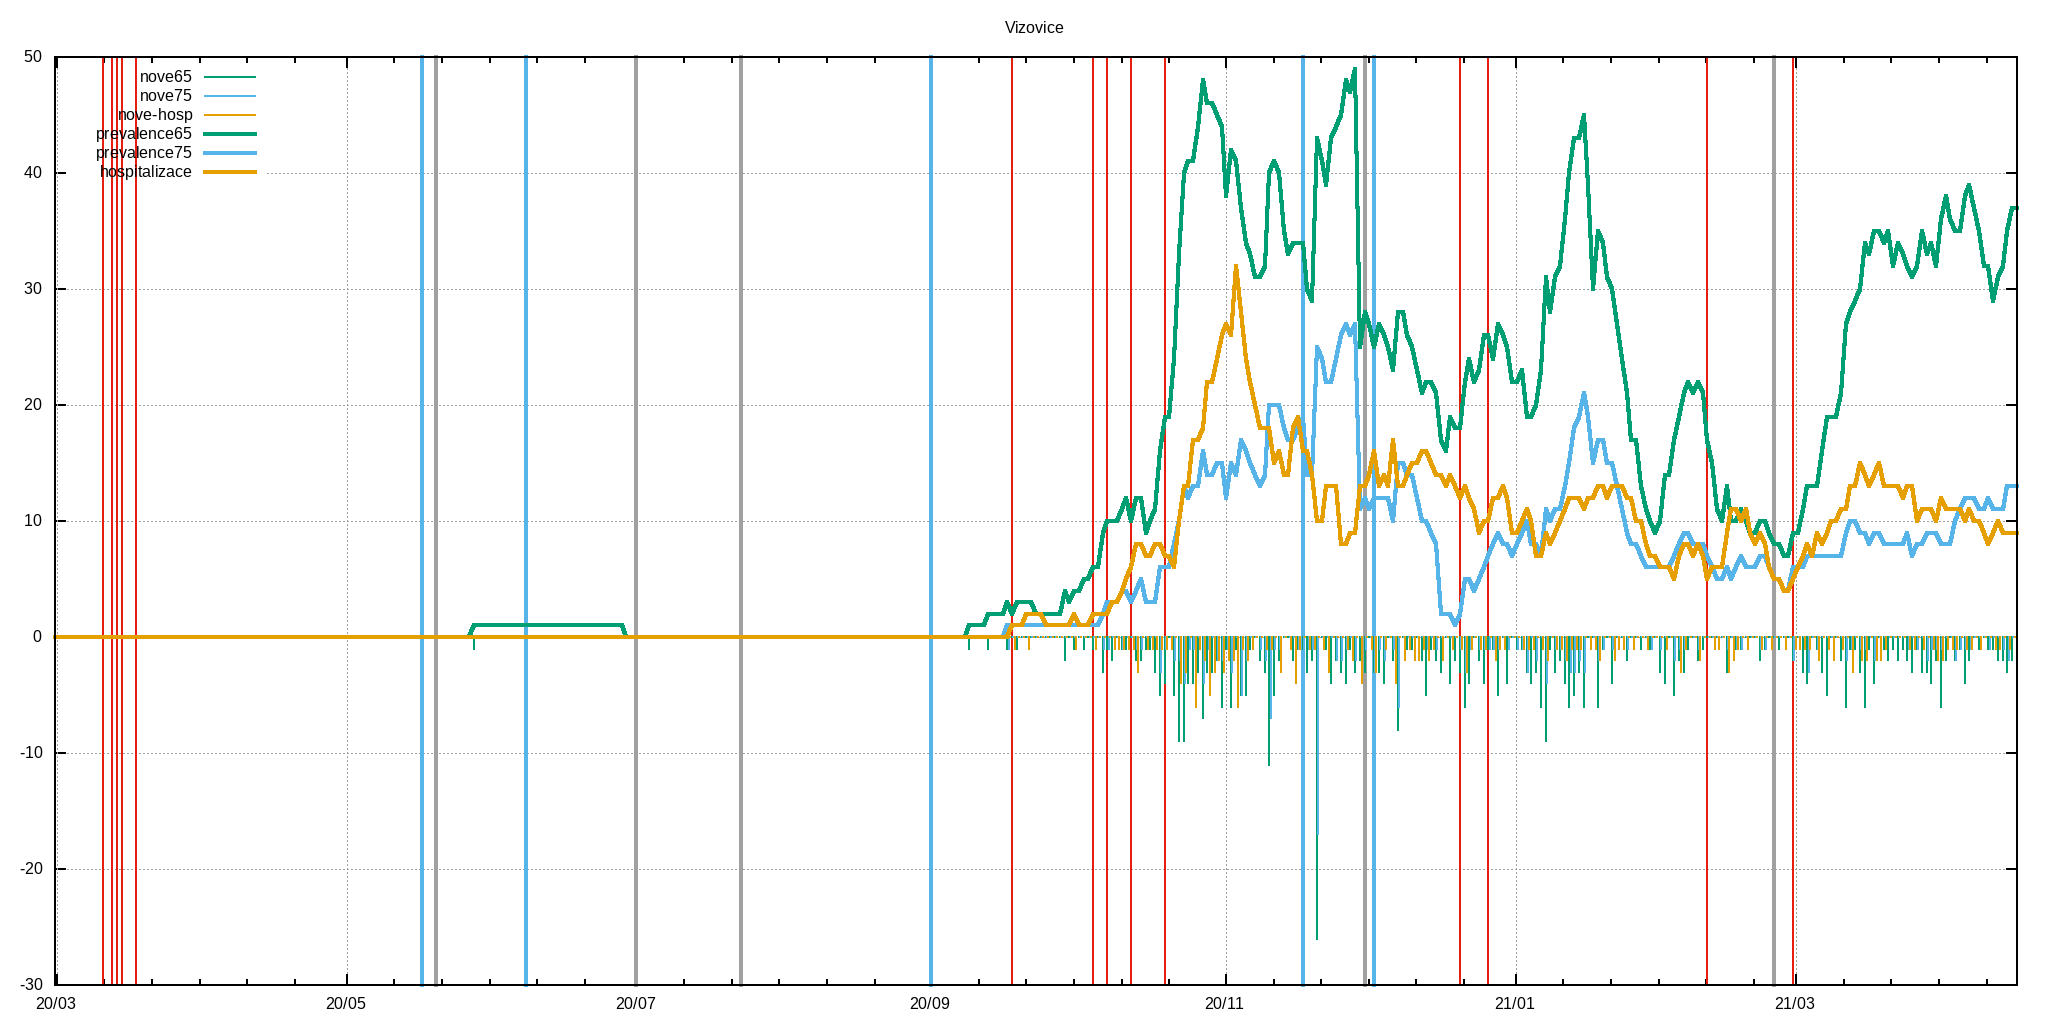 Vizovice
50
nove65
nove75
nove-hosp
prevalence65
prevalence75
hospitalizace
40
30
20
10
0
-10
-20
-30
20/03 20/05 20/07 20/09 20/11 21/01 21/03